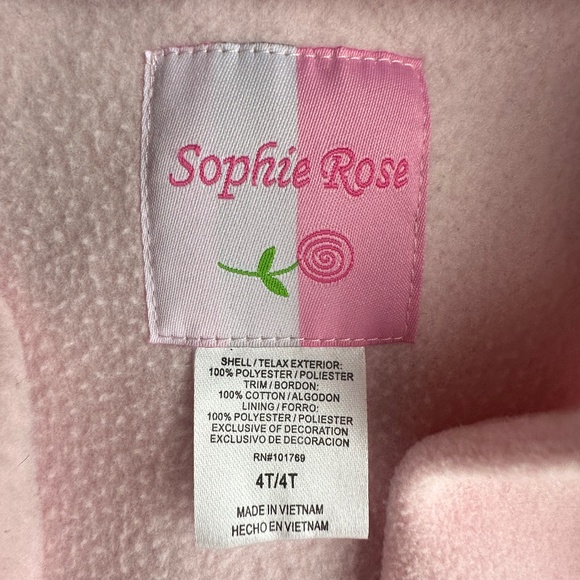 Sophie Rose
SHELL / TELAX EXTERIOR:
100% POLYESTER / POLIESTER
TRIM / BORDON:
100% COTTON / ALGODON
LINING / FORRO:
100% POLYESTER / POLIESTER
EXCLUSIVE OF DECORATION
EXCLUSIVO DE DECORACION
RN#101769
4T/4T
MADE IN VIETNAM
HECHO EN VIETNAM